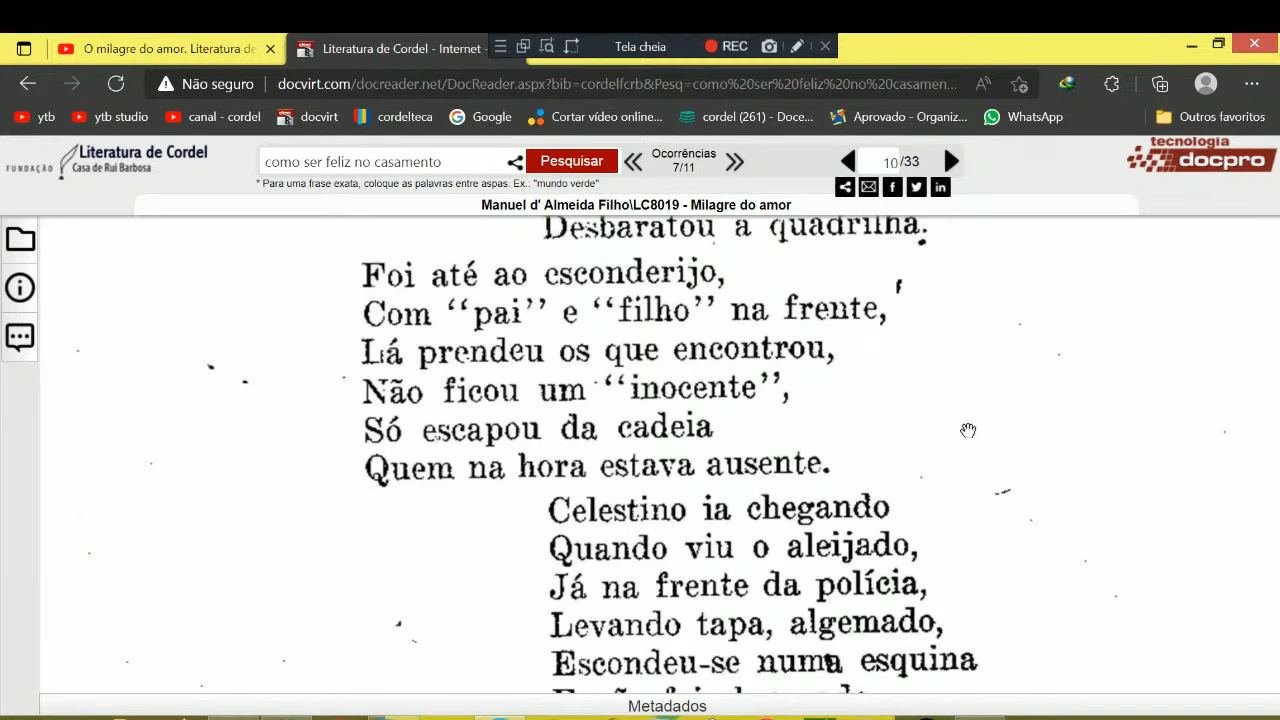 O milagre do amor. Literatura de
Literatura de Cordel - Internet
Tela cheia
REC
Não seguro
docvirt.com/docreader.net/DocReader.aspx?bib=cordelfcrb&Pesq=como%20ser%20feliz%20no%20casamen...
ytb
ytb studio
canal - cordel
docvirt
cordelteca
Google
Cortar vídeo online...
cordel (261) - Doce...
Aprovado - Organiz...
WhatsApp
Outros favoritos
FUNDAÇÃO
Literatura de Cordel
Casa de Rui Barbosa
como ser feliz no casamento
Pesquisar
Ocorrências
7/11
10 /33
tecnologia
docpro
* Para uma frase exata, coloque as palavras entre aspas. Ex.: "mundo verde"
Manuel d' Almeida Filho\LC8019 - Milagre do amor
Desbaratou a quadrilha.
Foi até ao esconderijo,
Com "pai" e "filho" na frente,
Lá prendeu os que encontrou,
Não ficou um "inocente",
Só escapou da cadeia
Quem na hora estava ausente.
Celestino ia chegando
Quando viu o aleijado,
Já na frente da polícia,
Levando tapa, algemado,
Escondeu-se numa esquina
Metadados